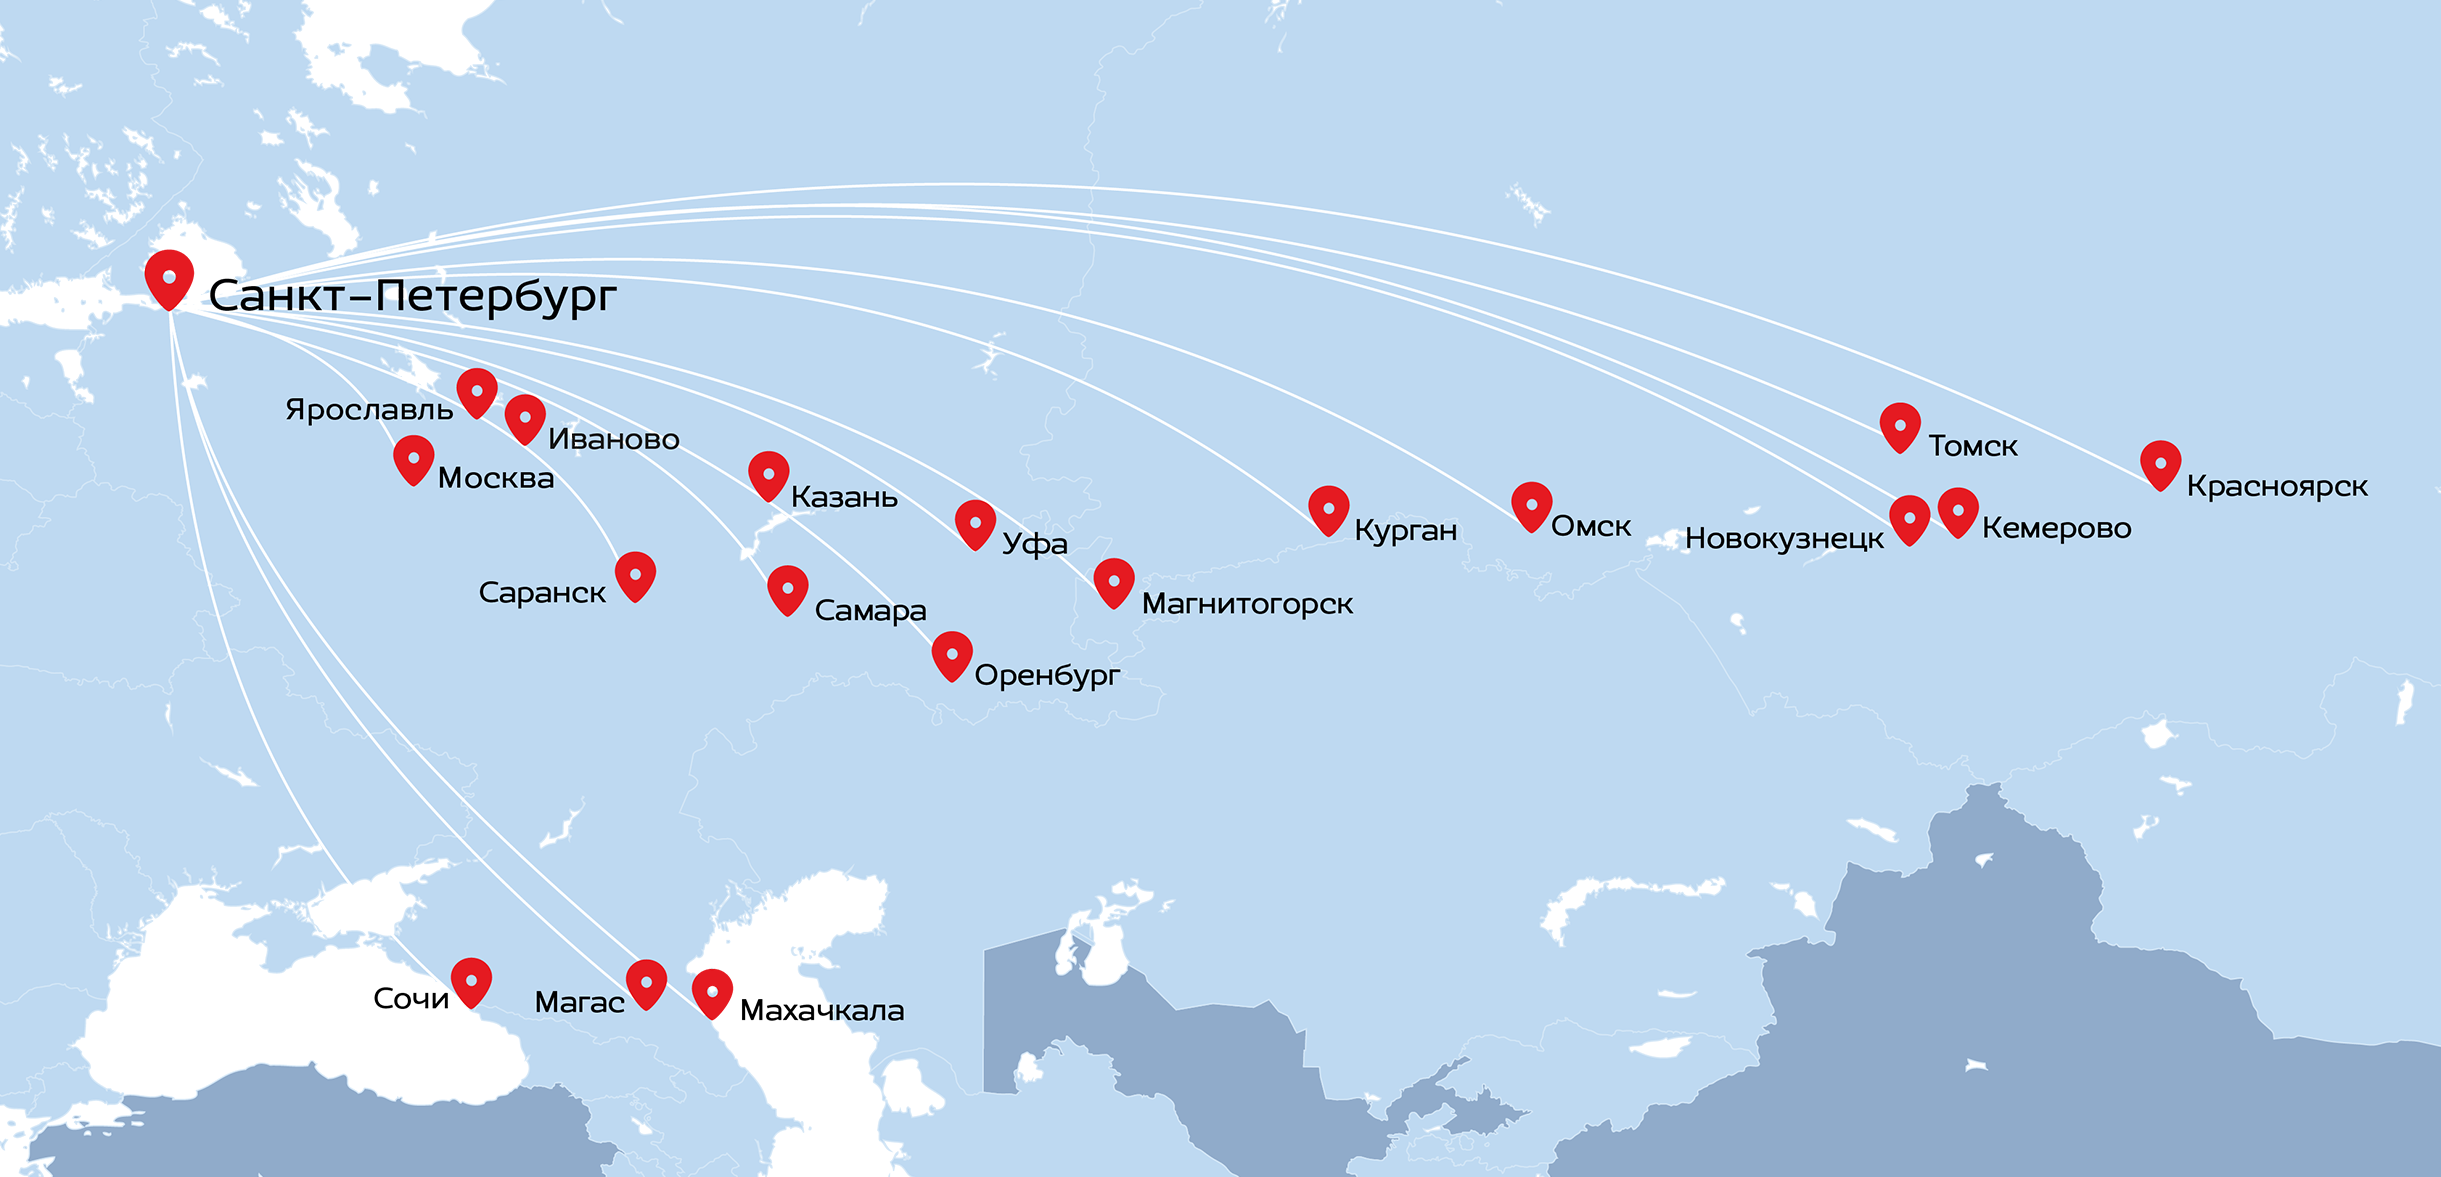 Санкт-Петербург
Ярославль
Иваново
Москва
Казань
Уфа
Саранск
Самара
Магнитогорск
Оренбург
Курган
Омск
Томск
Красноярск
Новокузнецк
Кемерово
Сочи
Магас
Махачкала